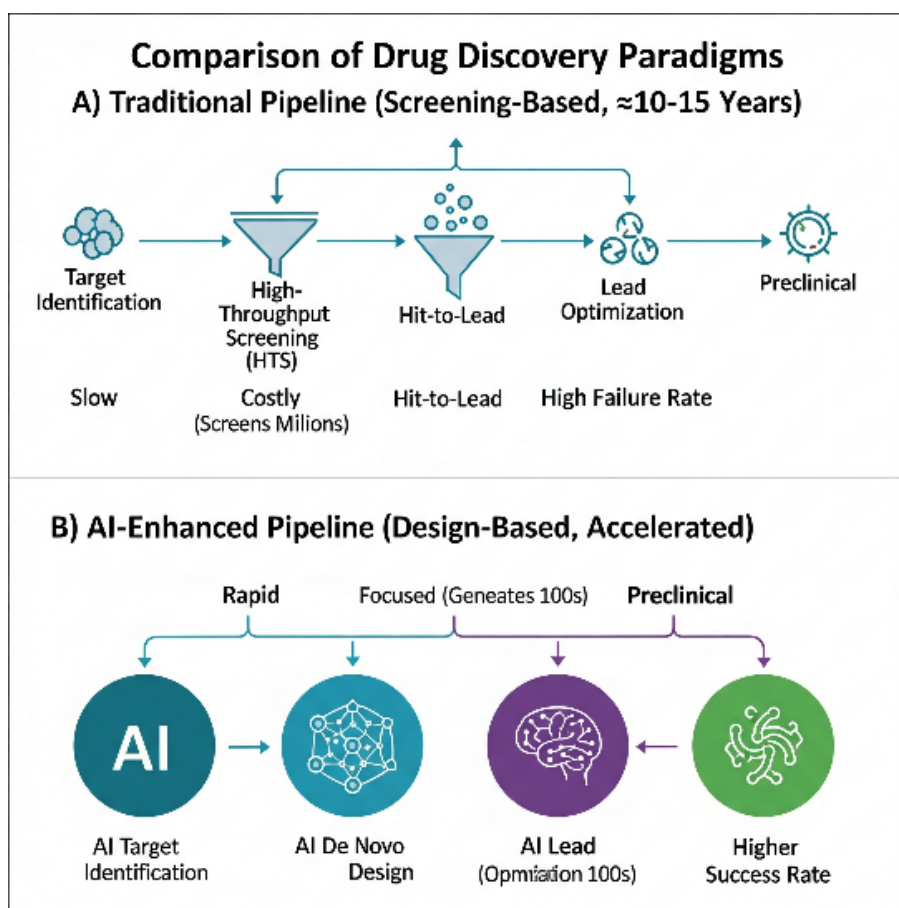 Comparison of Drug Discovery Paradigms
A) Traditional Pipeline (Screening-Based, ≈10-15 Years)
Target
Identification
High-
Throughput
Screening
(HTS)
Hit-to-Lead
Lead
Optimization
Preclinical
Slow
Costly
(Screens Milions)
Hit-to-Lead
High Failure Rate
B) AI-Enhanced Pipeline (Design-Based, Accelerated)
Rapid
Focused (Geneates 100s)
Preclinical
AI
AI Target
Identification
AI De Novo
Design
AI Lead
100s)
Higher
Success Rate